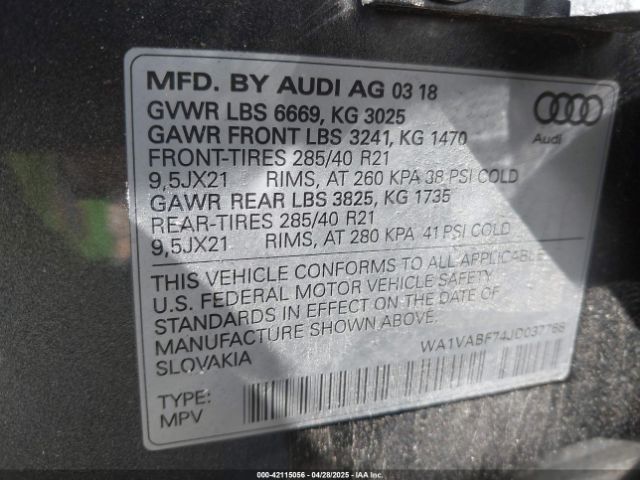 MFD. BY AUDI AG 03 18
GVWR LBS 6669, KG 3025
GAWR FRONT LBS 3241, KG 1470
FRONT-TIRES 285/40 R21
9,5JX21 RIMS, AT 260 KPA 38 PSI COLD
GAWR REAR LBS 3825, KG 1735
REAR-TIRES 285/40 R21
9,5JX21 RIMS, AT 280 KPA 41 PSI COLD
Audi
THIS VEHICLE CONFORMS TO ALL APPLICABLE
U.S. FEDERAL MOTOR VEHICLE SAFETY
STANDARDS IN EFFECT ON THE DATE OF
MANUFACTURE SHOWN ABOVE.
SLOVAKIA
WA1VABF74JD037788
TYPE:
MPV
000-42115056 - 04/28/2025 - IAA Inc.